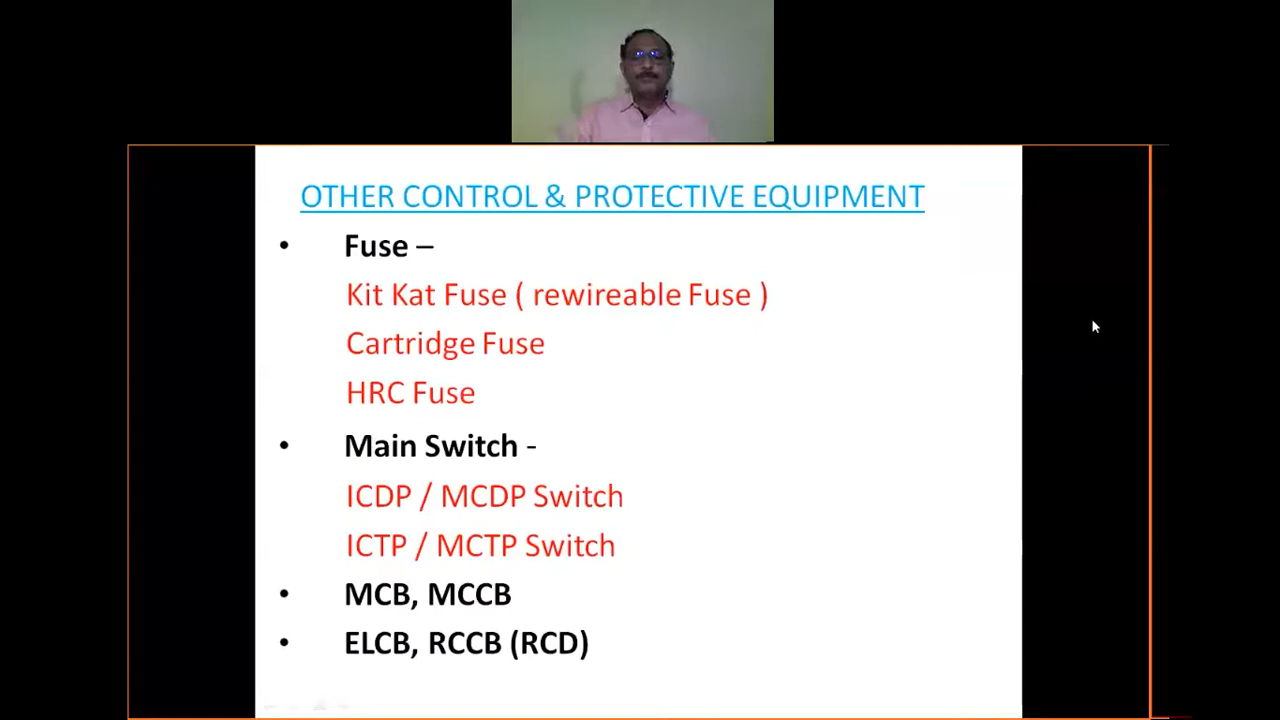 OTHER CONTROL & PROTECTIVE EQUIPMENT
• Fuse –
Kit Kat Fuse ( rewireable Fuse )
Cartridge Fuse
HRC Fuse
• Main Switch -
ICDP / MCDP Switch
ICTP / MCTP Switch
• MCB, MCCB
• ELCB, RCCB (RCD)